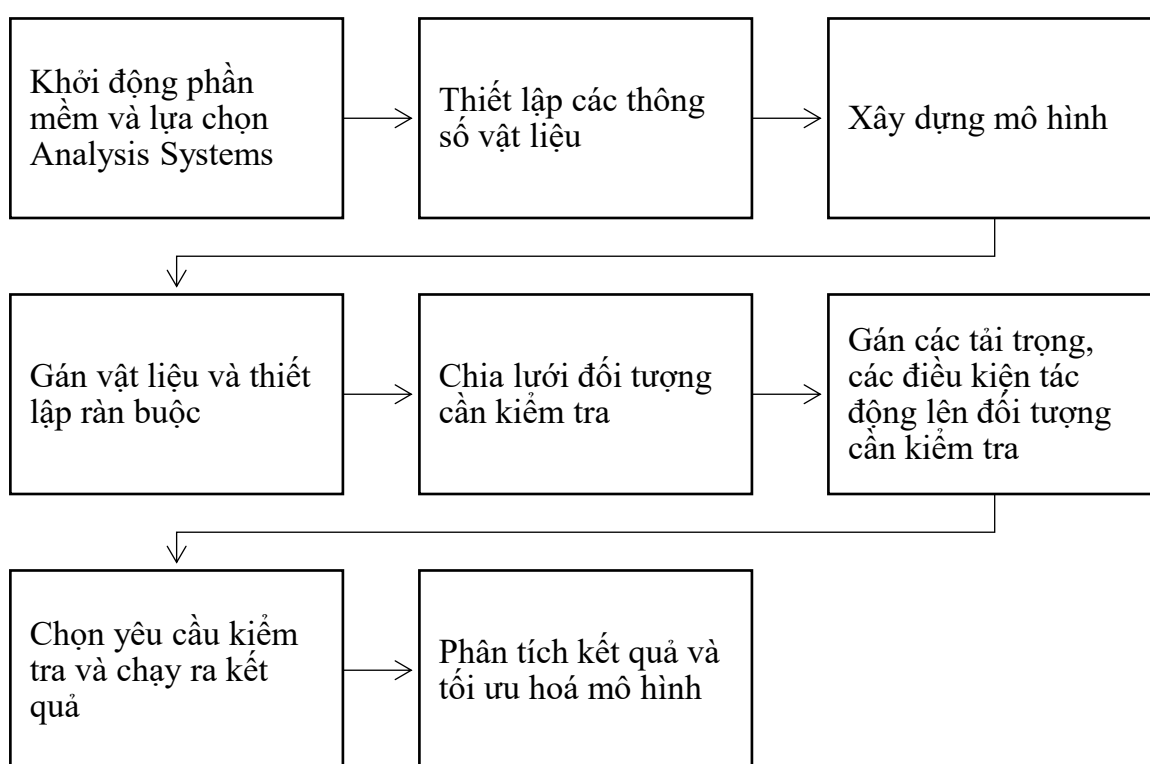 Khởi động phần
mềm và lựa chọn
Analysis Systems
Thiết lập các thông
số vật liệu
Xây dựng mô hình
Gán vật liệu và thiết
lập ràn buộc
Chia lưới đối tượng
cần kiểm tra
Gán các tải trọng,
các điều kiện tác
động lên đối tượng
cần kiểm tra
Chọn yêu cầu kiểm
tra và chạy ra kết
quả
Phân tích kết quả và
tối ưu hoá mô hình